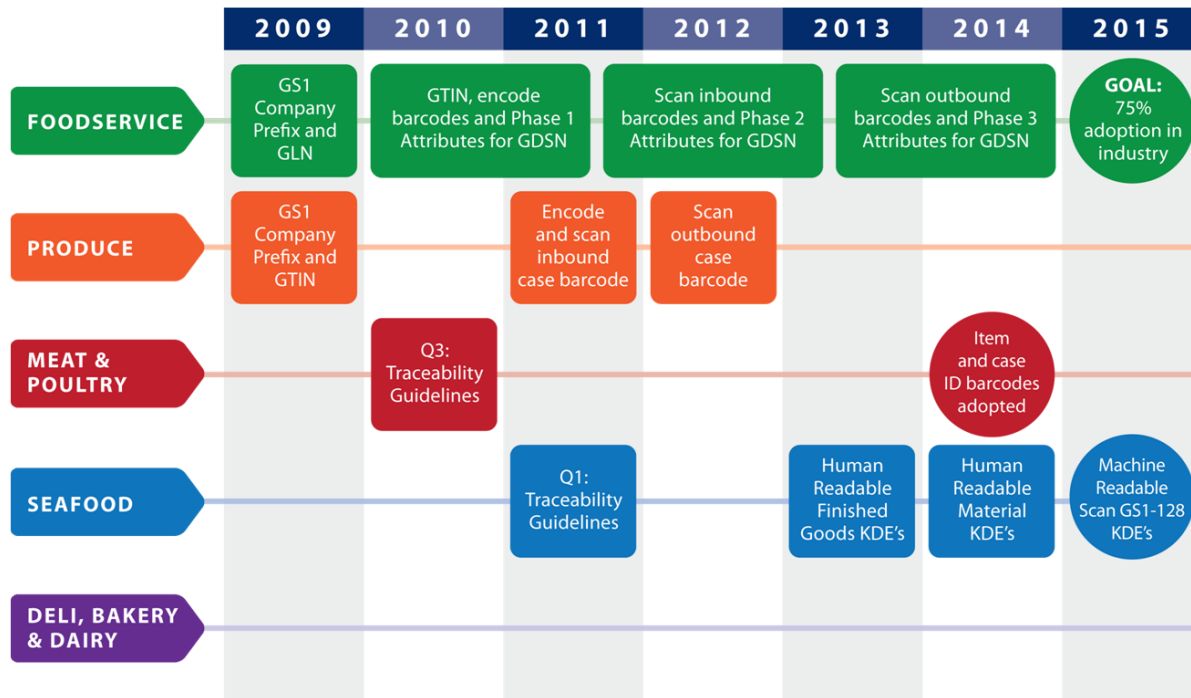 2009 2010 2011 2012 2013 2014 2015
FOODSERVICE
GS1
Company
Prefix and
GLN
GTIN, encode
barcodes and Phase 1
Attributes for GDSN
Scan inbound
barcodes and Phase 2
Attributes for GDSN
Scan outbound
barcodes and Phase 3
Attributes for GDSN
GOAL:
75%
adoption in
industry
PRODUCE
GS1
Company
Prefix and
GTIN
Encode
and scan
inbound
case barcode
Scan
outbound
case
barcode
MEAT &
POULTRY
Q3:
Traceability
Guidelines
Item
and case
ID barcodes
adopted
SEAFOOD
Q1:
Traceability
Guidelines
Human
Readable
Finished
Goods KDE's
Human
Readable
Material
KDE's
Machine
Readable
Scan GS1-128
KDE's
DELI, BAKERY
& DAIRY